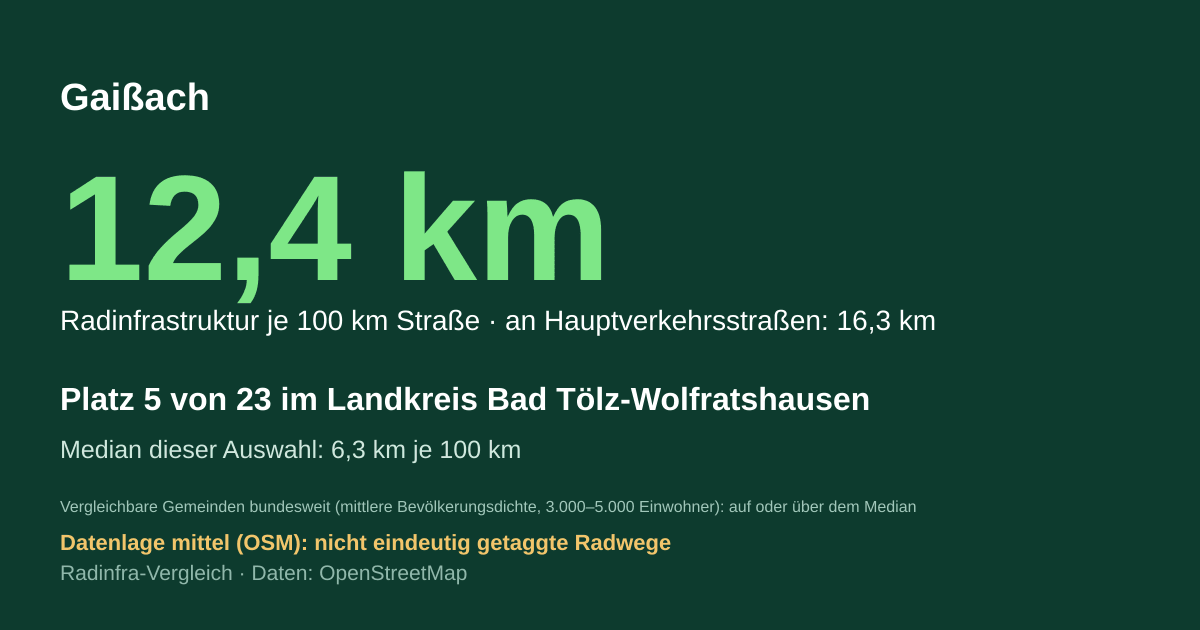 Gaißach
12,4 km
Radinfrastruktur je 100 km Straße · an Hauptverkehrsstraßen: 16,3 km
Platz 5 von 23 im Landkreis Bad Tölz-Wolfratshausen
Median dieser Auswahl: 6,3 km je 100 km
Vergleichbare Gemeinden bundesweit (mittlere Bevölkerungsdichte, 3.000–5.000 Einwohner): auf oder über dem Median
Datenlage mittel (OSM): nicht eindeutig getaggte Radwege
Radinfra-Vergleich · Daten: OpenStreetMap